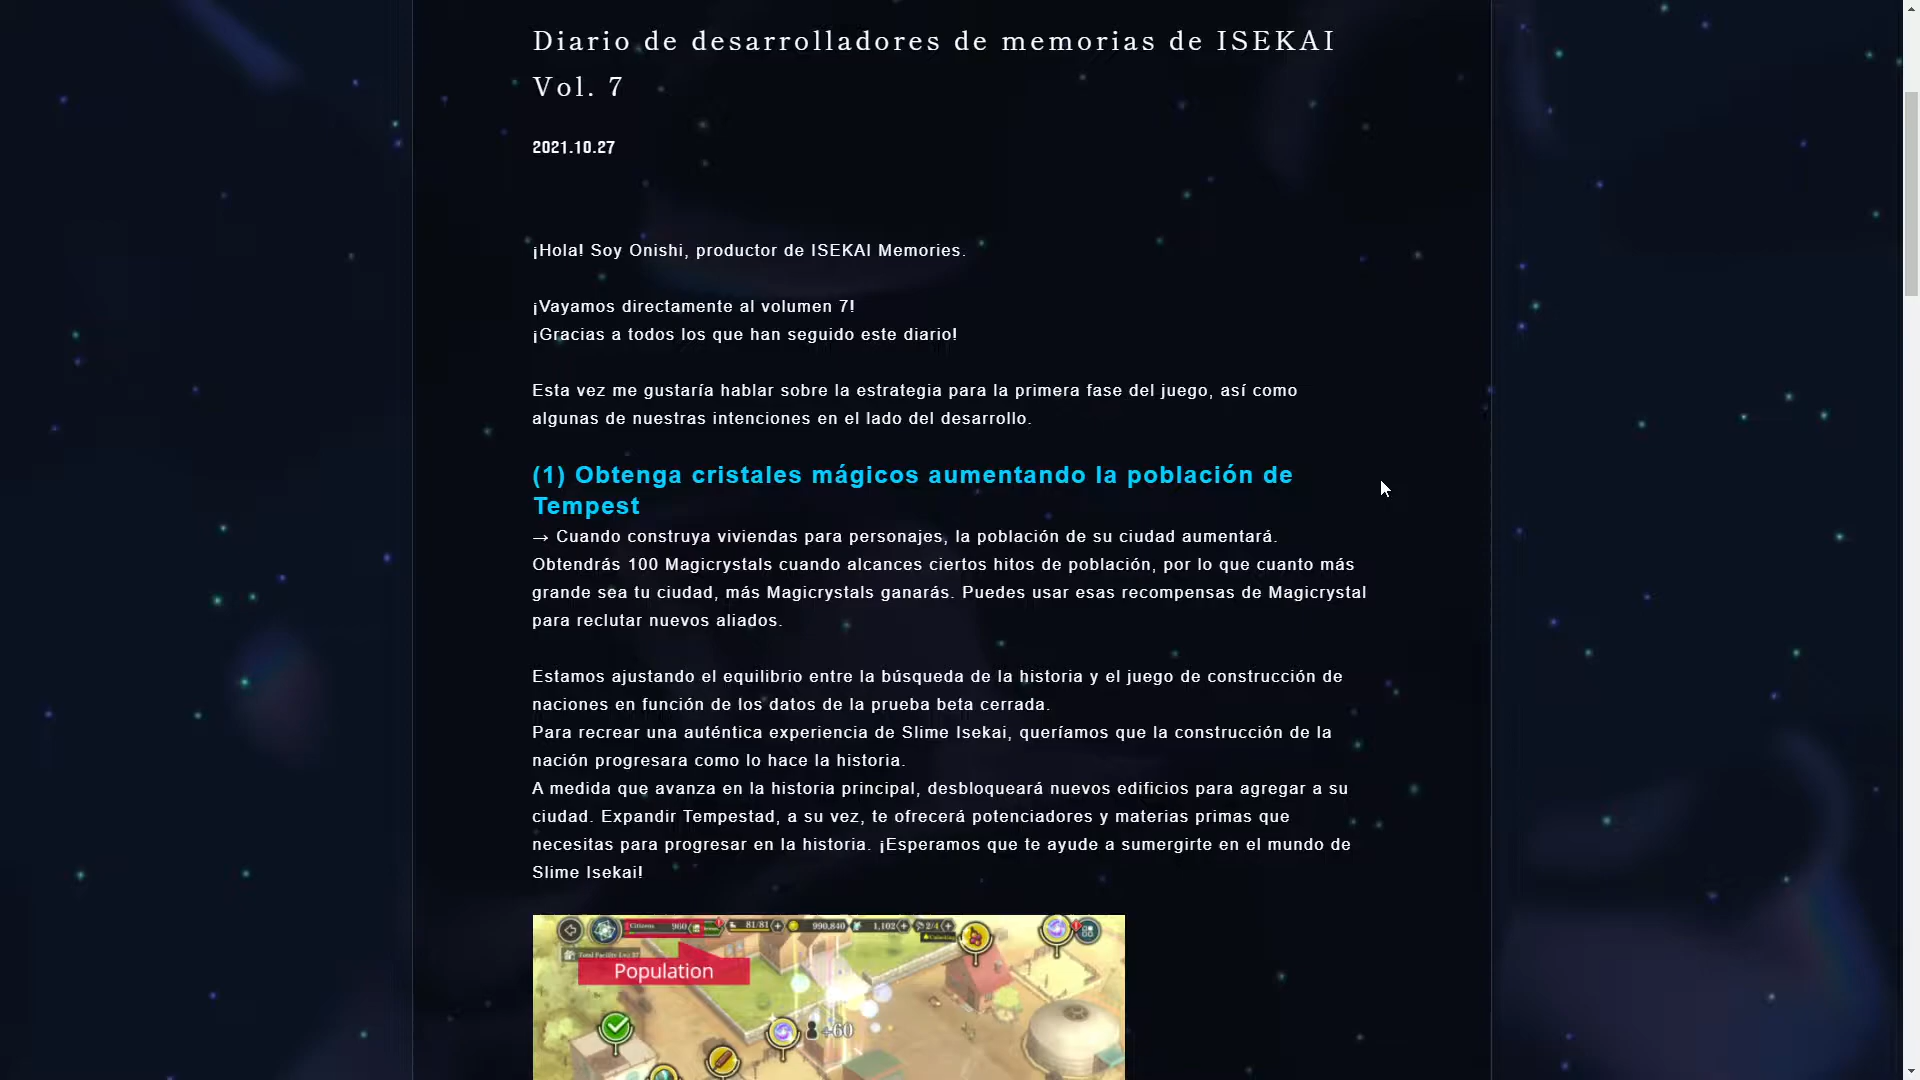 Diario de desarrolladores de memorias de ISEKAI
Vol. 7
2021.10.27
¡Hola! Soy Onishi, productor de ISEKAI Memories.
¡Vayamos directamente al volumen 7!
¡Gracias a todos los que han seguido este diario!
Esta vez me gustaría hablar sobre la estrategia para la primera fase del juego, así como
algunas de nuestras intenciones en el lado del desarrollo.
(1) Obtenga cristales mágicos aumentando la población de
Tempest
→ Cuando construya viviendas para personajes, la población de su ciudad aumentará.
Obtendrás 100 Magicrystals cuando alcances ciertos hitos de población, por lo que cuanto más
grande sea tu ciudad, más Magicrystals ganarás. Puedes usar esas recompensas de Magicrystal
para reclutar nuevos aliados.
Estamos ajustando el equilibrio entre la búsqueda de la historia y el juego de construcción de
naciones en función de los datos de la prueba beta cerrada.
Para recrear una auténtica experiencia de Slime Isekai, queríamos que la construcción de la
nación progresara como lo hace la historia.
A medida que avanza en la historia principal, desbloqueará nuevos edificios para agregar a su
ciudad. Expandir Tempestad, a su vez, te ofrecerá potenciadores y materias primas que
necesitas para progresar en la historia. ¡Esperamos que te ayude a sumergirte en el mundo de
Slime Isekai!
Citizens 960 81/81 990,840 1,102 2/4
Population
+60